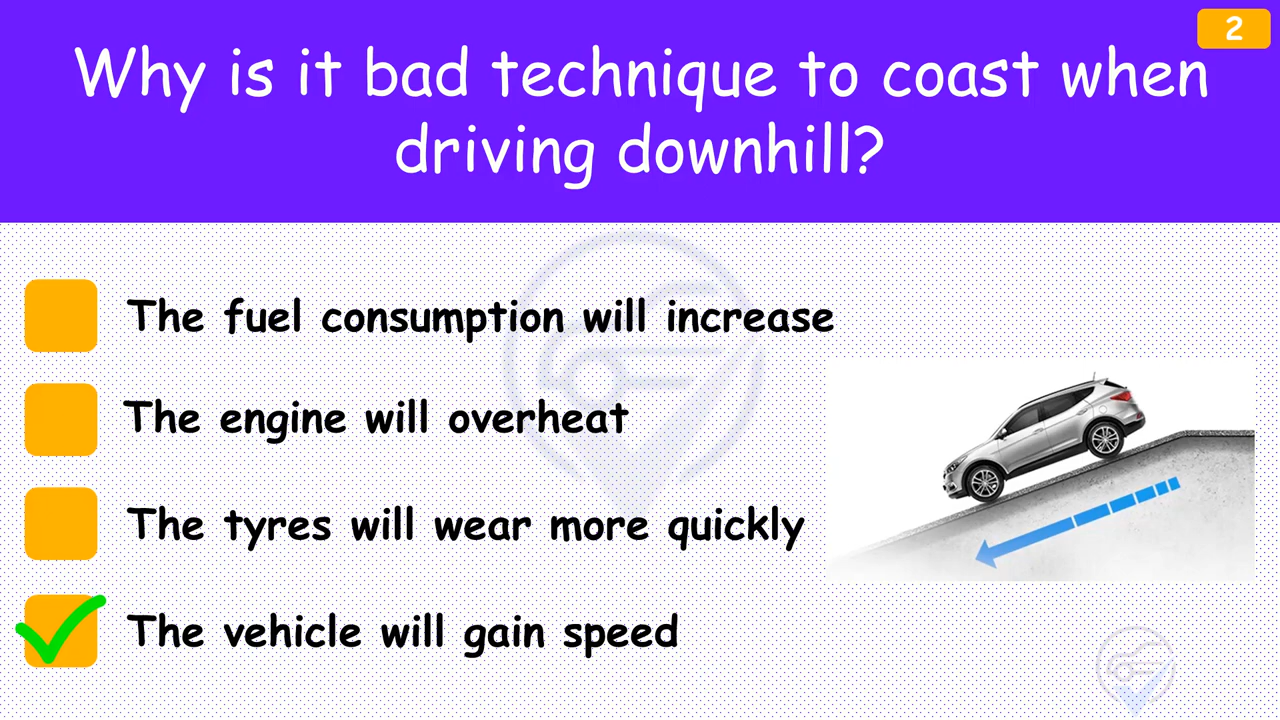 2
Why is it bad technique to coast when
driving downhill?
The fuel consumption will increase
The engine will overheat
The tyres will wear more quickly
The vehicle will gain speed